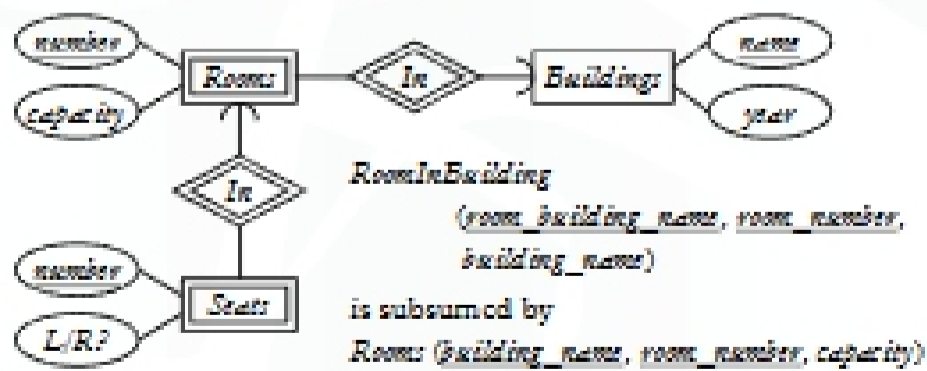 number
Rooms
In
Buildings
name
capacity
year
In
RoomInBuilding
(room_building_name, room_number,
building_name)
number
Seats
is subsumed by
L/R?
Rooms (building_name, room_number, capacity)